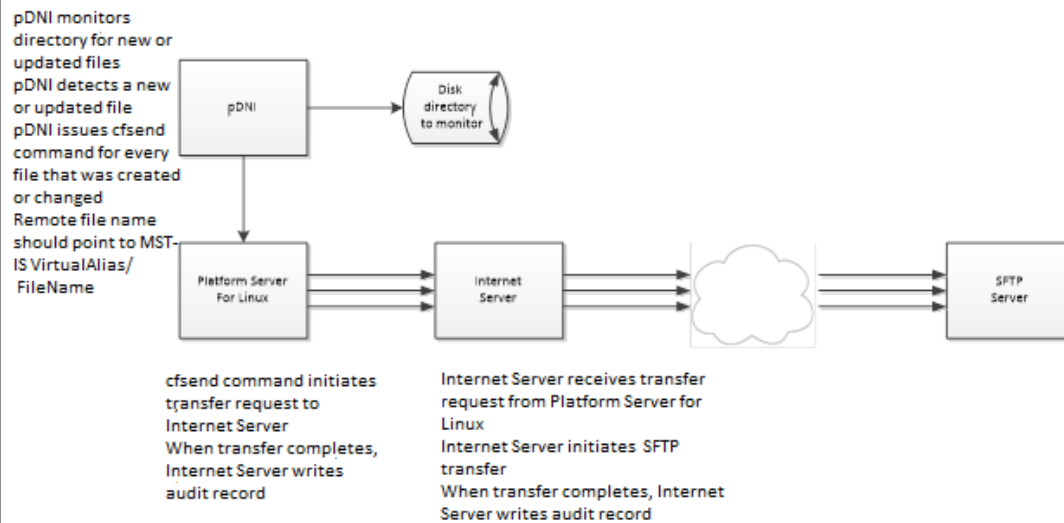 pDNI monitors
directory for new or
updated files
pDNI detects a new
or updated file
pDNI issues cfsend
command for every
file that was created
or changed
Remote file name
should point to MST-
IS VirtualAlias/
FileName
pDNI
Disk
directory
to monitor
Platform Server
For Linux
Internet
Server
SFTP
Server
cfsend command initiates
transfer request to
Internet Server
When transfer completes,
Internet Server writes
audit record
Internet Server receives transfer
request from Platform Server for
Linux
Internet Server initiates SFTP
transfer
When transfer completes, Internet
Server writes audit record